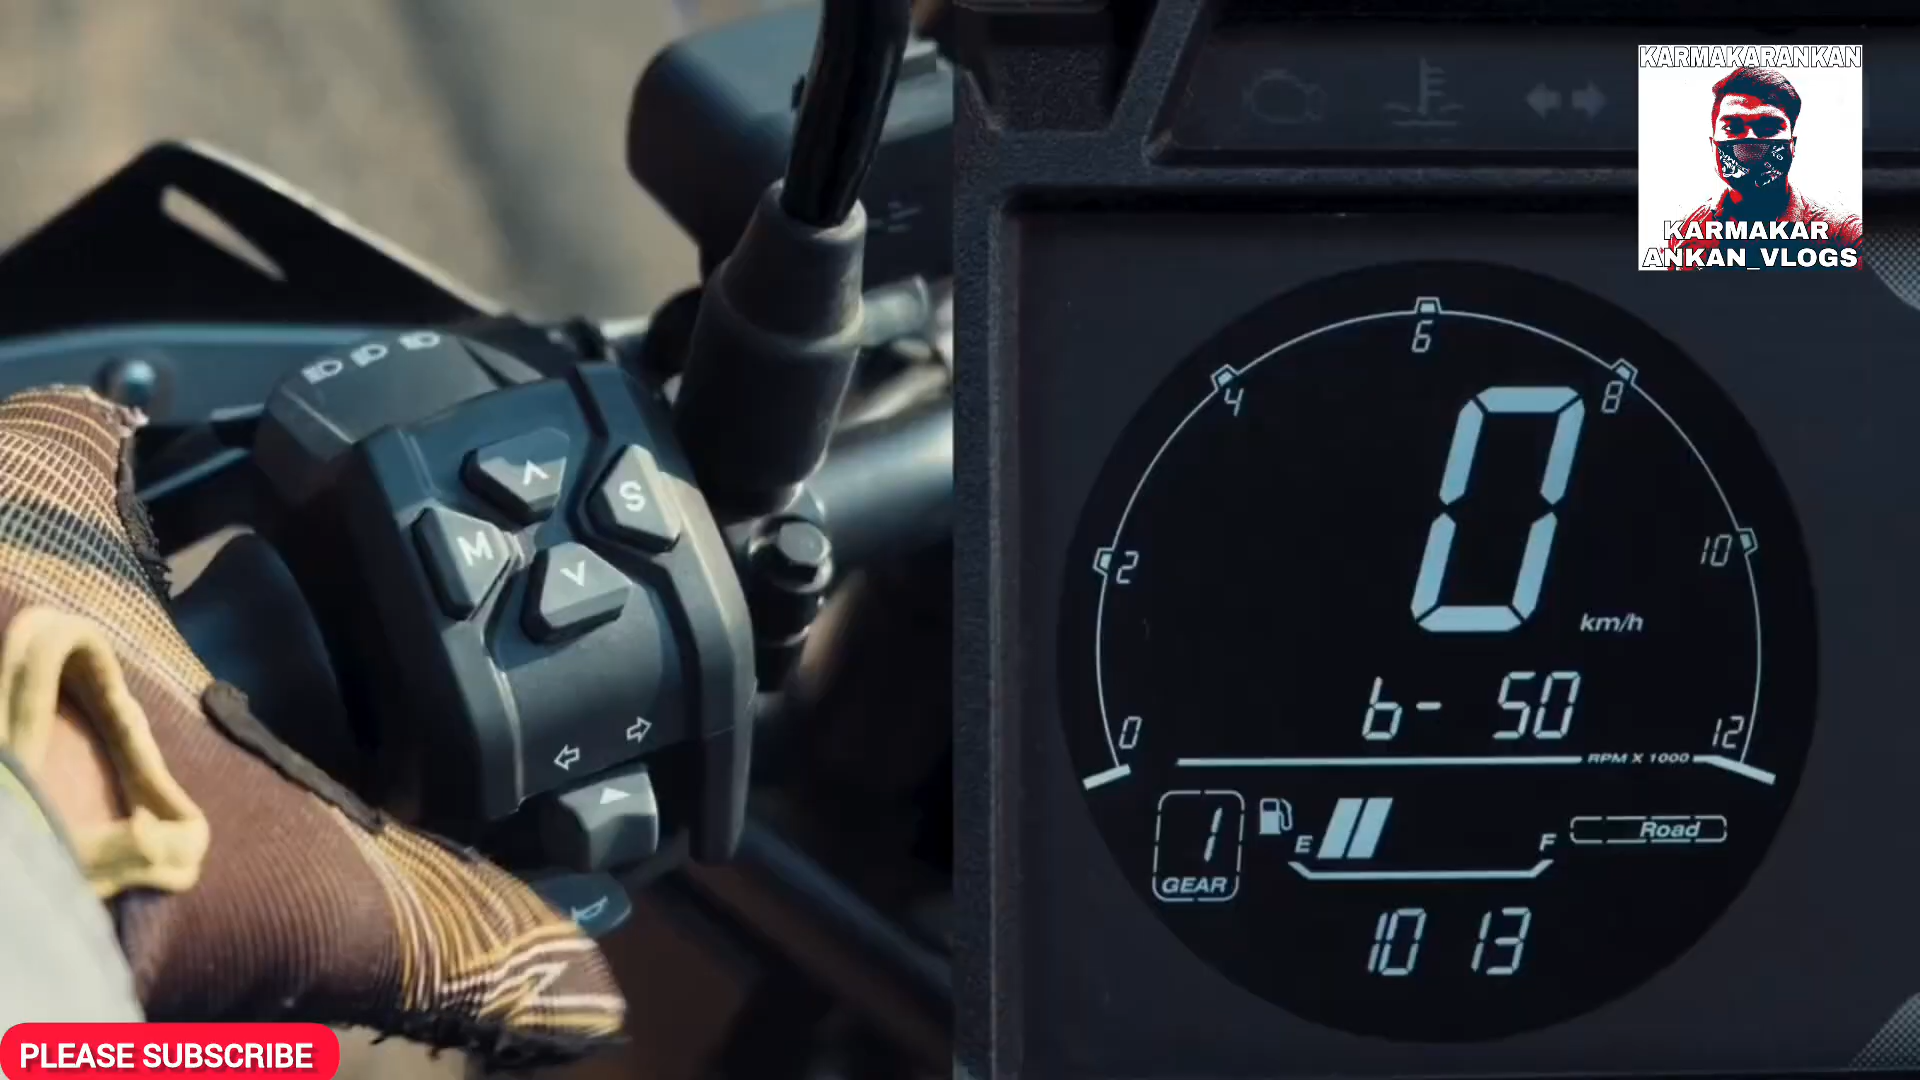 KARMAKARANKAN
KARMAKAR
ANKAN_VLOGS
S
M
6
4
8
0
2
10
km/h
b- 50
0
12
RPM X 1000
1
GEAR
E
F
Road
10 13
PLEASE SUBSCRIBE